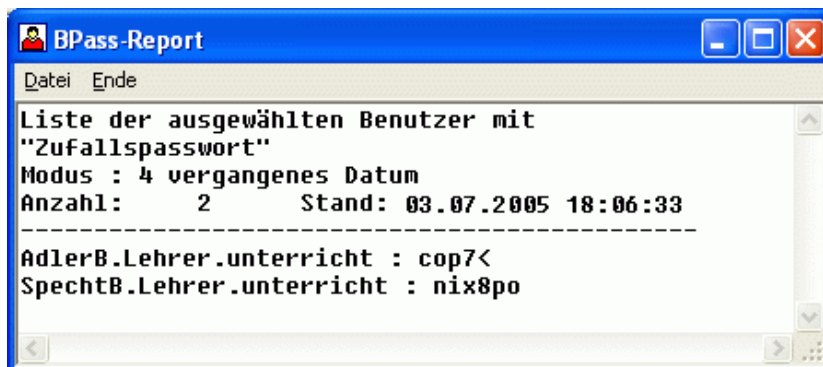 BPass-Report
Datei Ende
Liste der ausgewählten Benutzer mit
"Zufallspasswort"
Modus : 4 vergangenes Datum
Anzahl: 2 Stand: 03.07.2005 18:06:33
----------------------------------------------
AdlerB.Lehrer.unterricht : cop7<
SpechtB.Lehrer.unterricht : nix8po